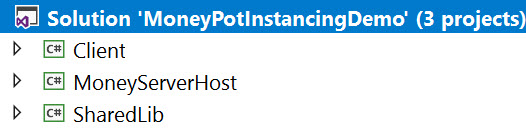 Solution 'MoneyPotInstancingDemo' (3 projects)
C# Client
C# MoneyServerHost
C# SharedLib